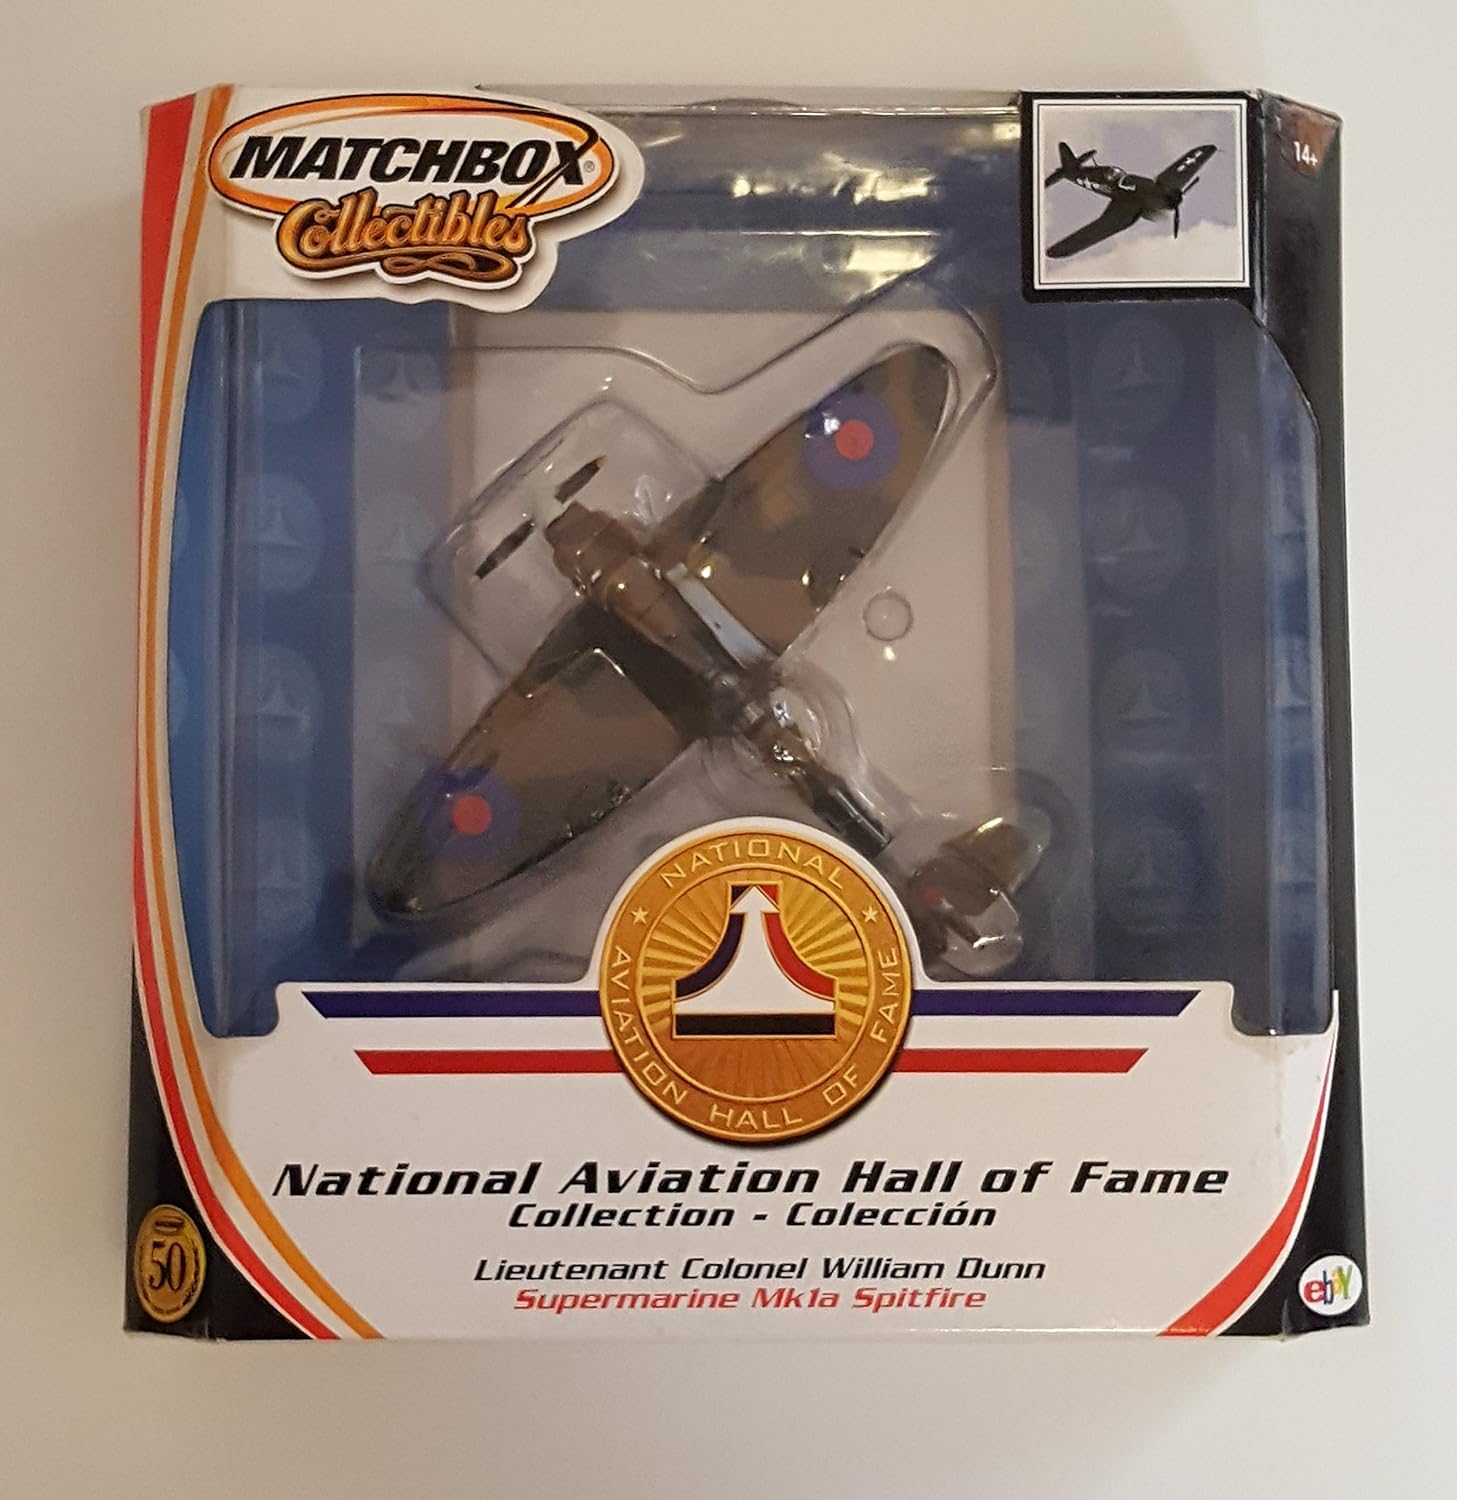 MATCHBOX®
Collectibles
14+
NATIONAL
AVIATION HALL OF FAME
National Aviation Hall of Fame
Collection - Colección
Lieutenant Colonel William Dunn
Supermarine Mk1a Spitfire
50
ebY